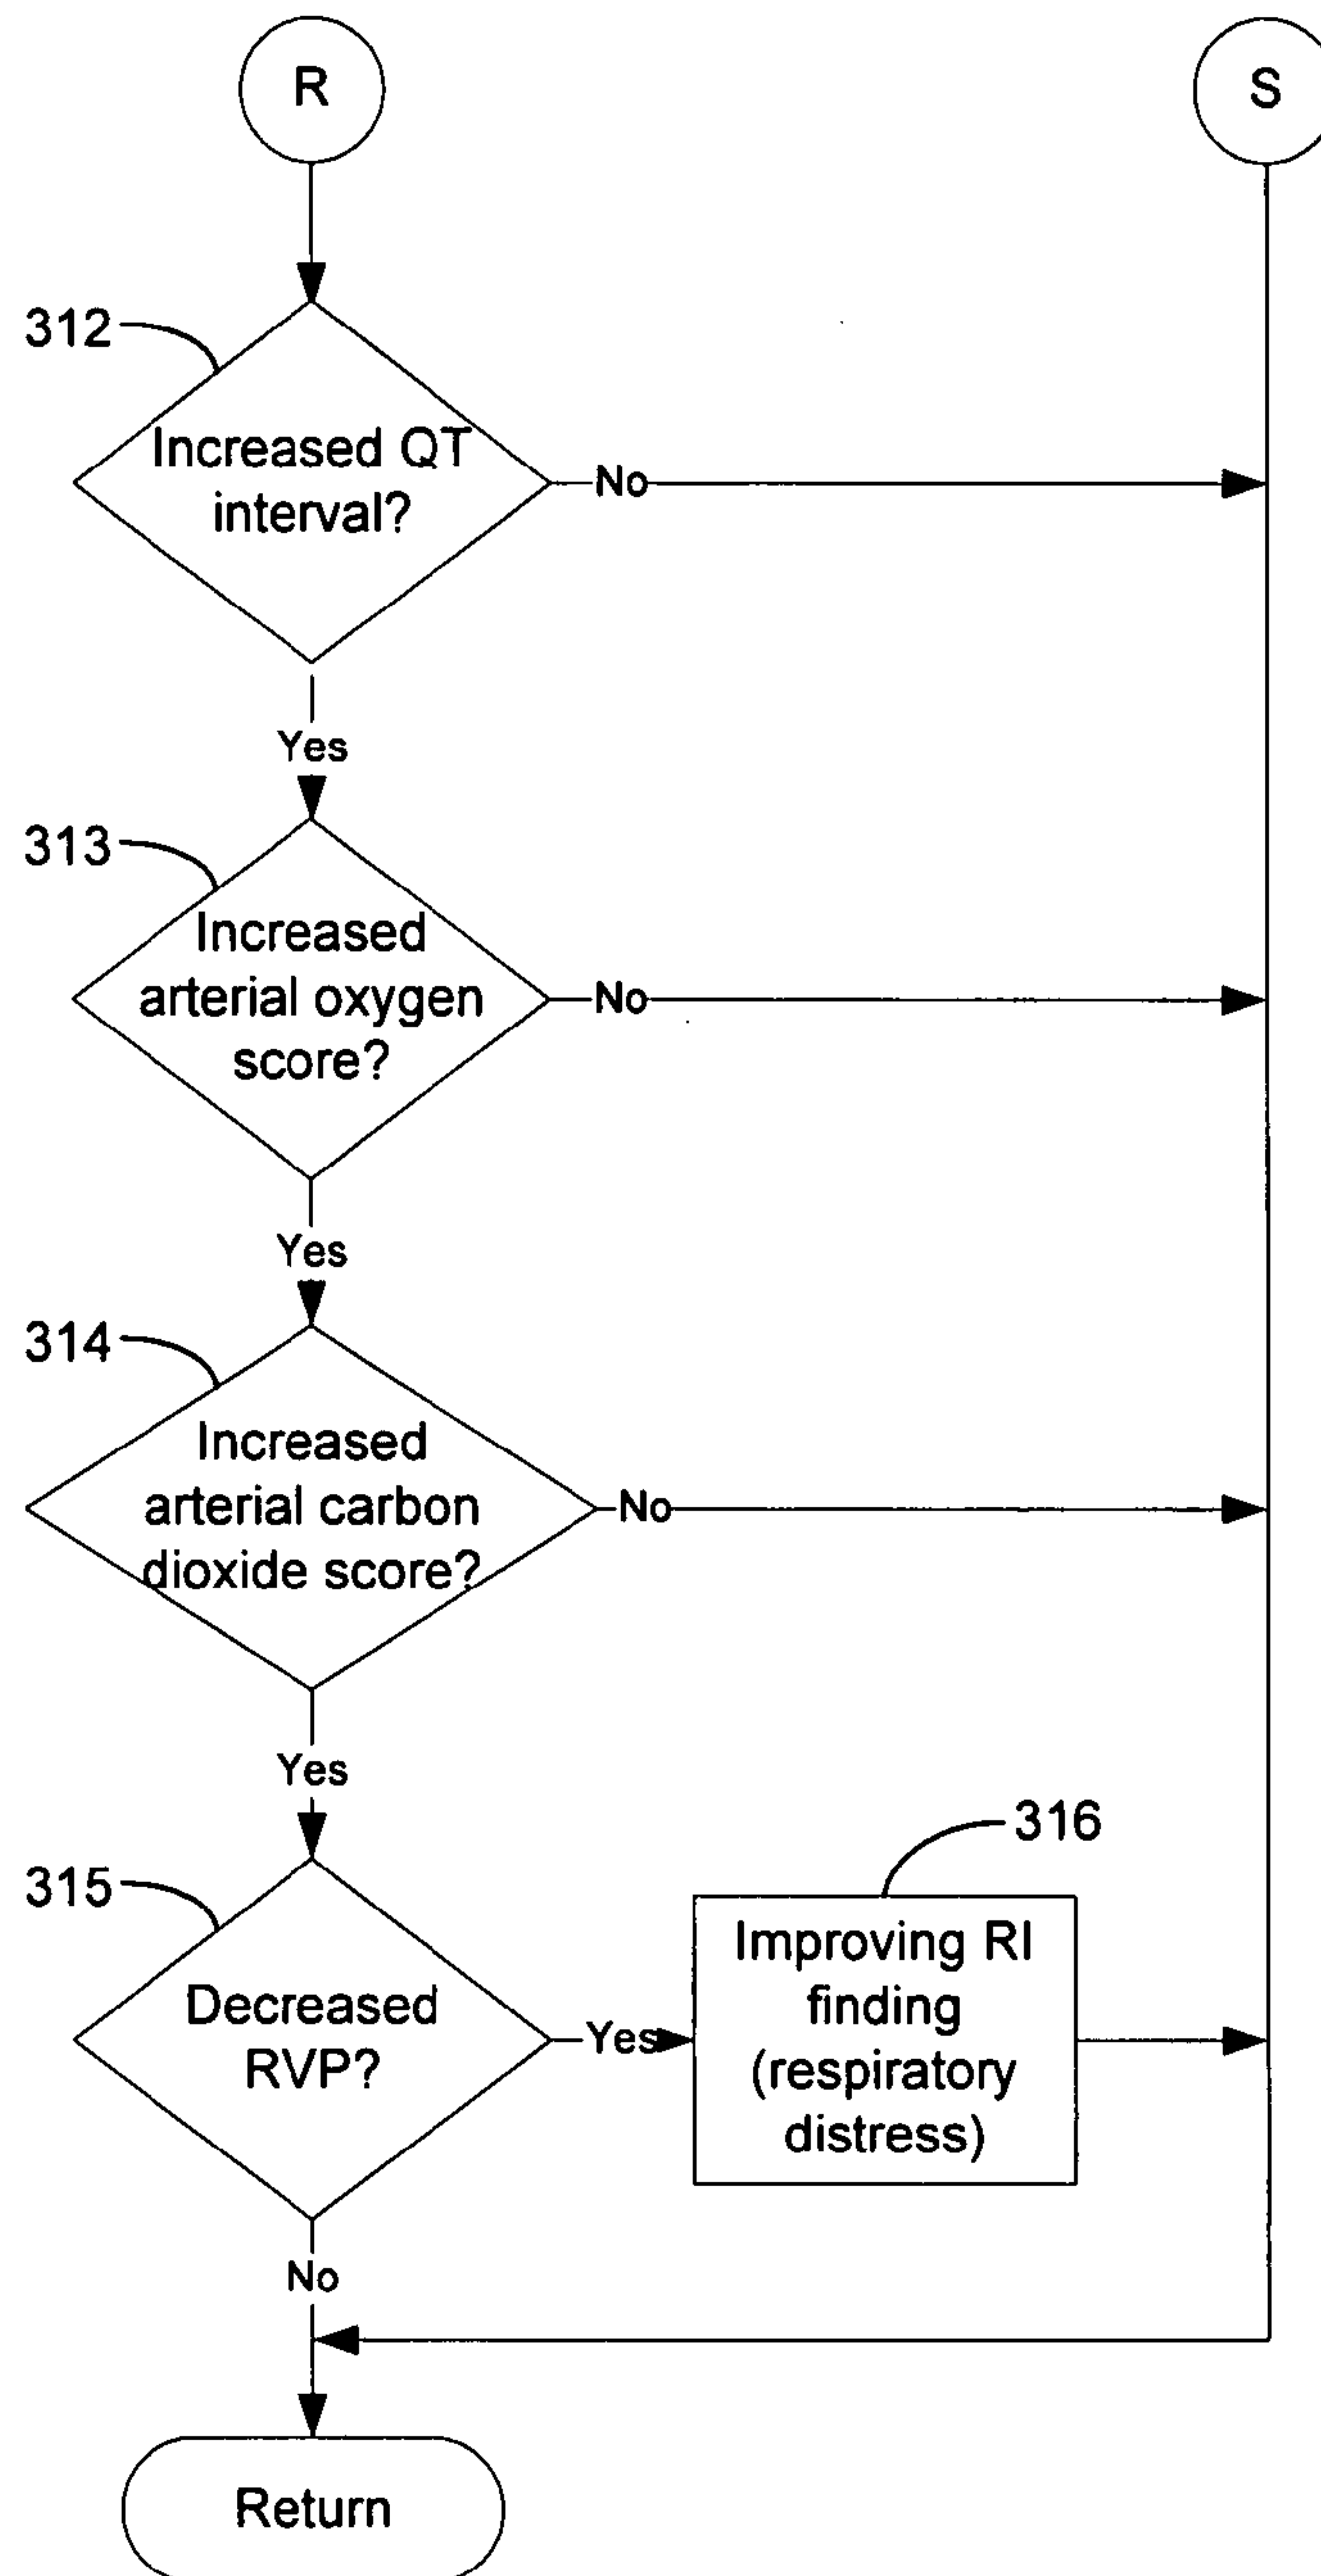 R
S
312
Increased QT
interval?
No
Yes
313
Increased
arterial oxygen
score?
No
Yes
314
Increased
arterial carbon
dioxide score?
No
Yes
315
316
Decreased
RVP?
Yes
Improving RI
finding
(respiratory
distress)
No
Return